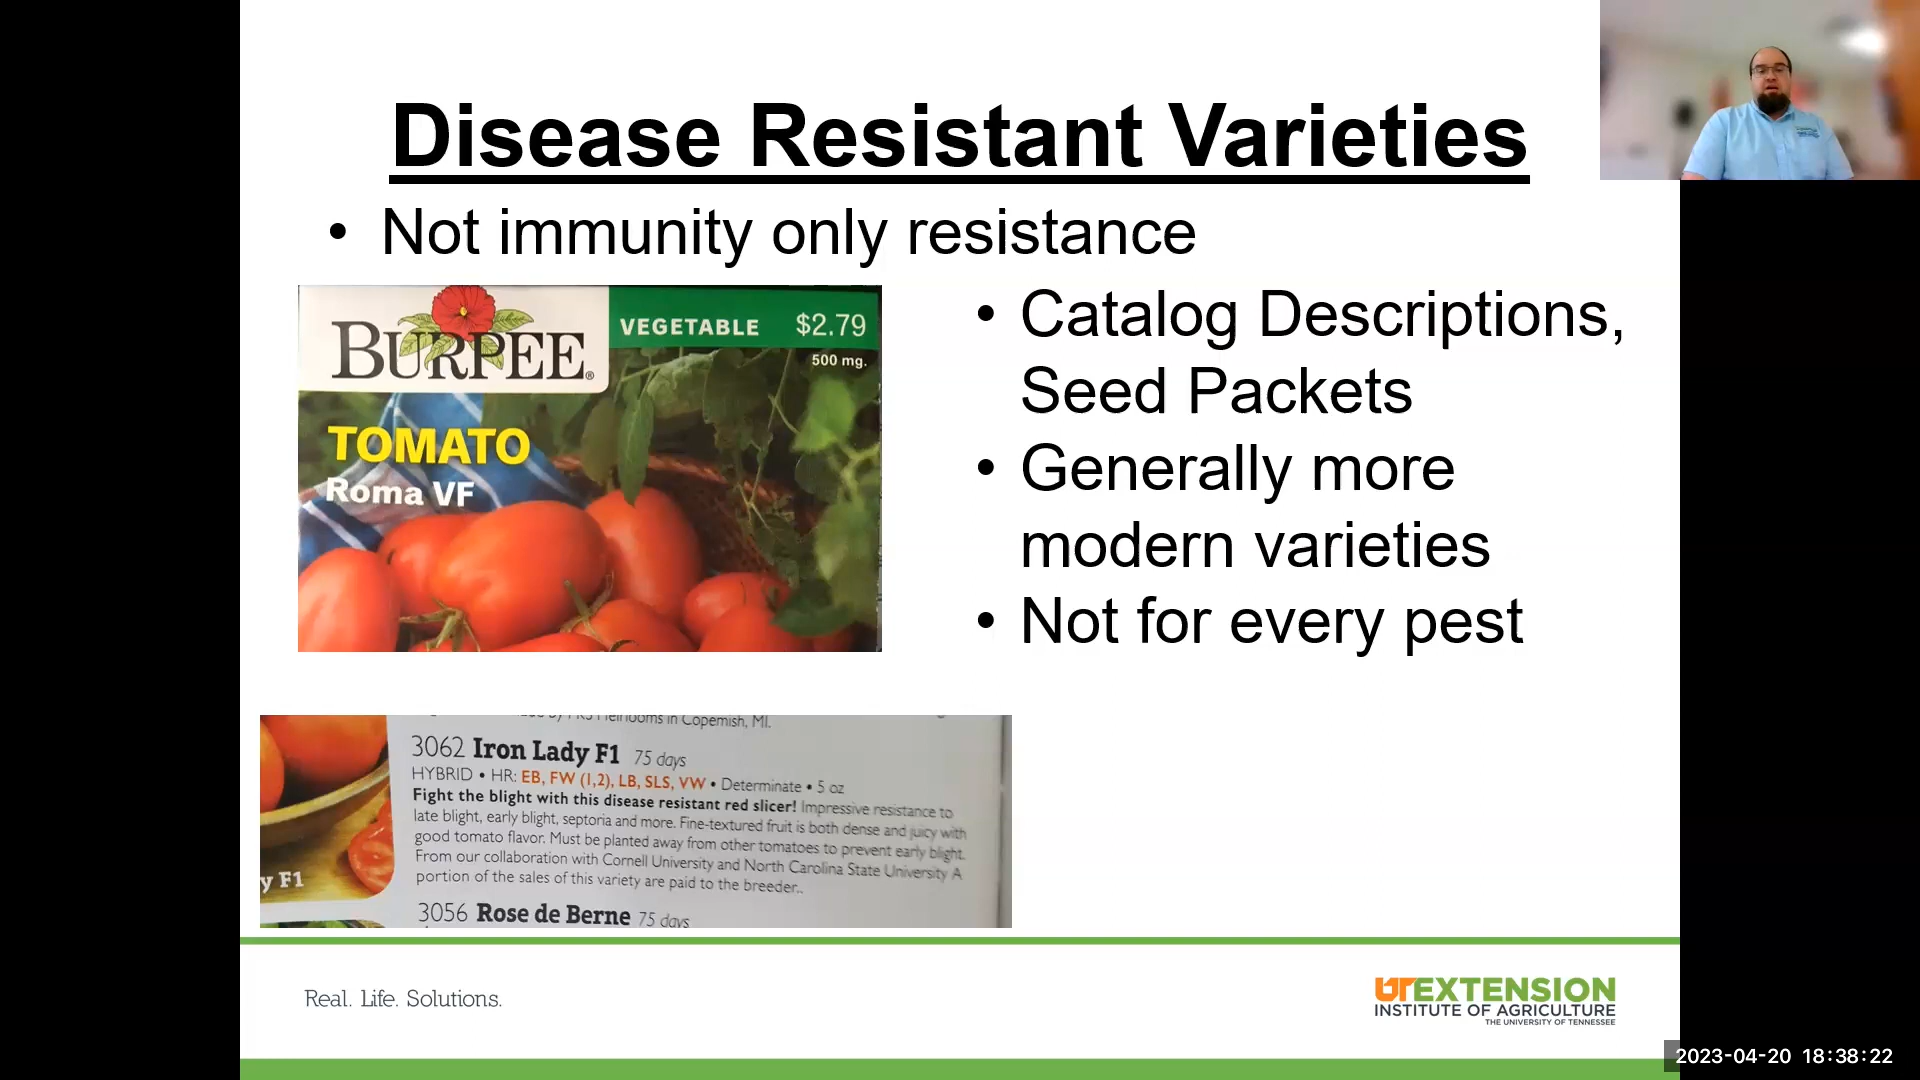 Disease Resistant Varieties
• Not immunity only resistance
BURPEE®
VEGETABLE $2.79
500 mg.
TOMATO
Roma VF
• Catalog Descriptions,
Seed Packets
• Generally more
modern varieties
• Not for every pest
Heirlooms in Copemish, MI.
3062 Iron Lady F1 75 days
HYBRID • HR: EB, FW (1,2), LB, SLS, VW • Determinate • 5 oz
Fight the blight with this disease resistant red slicer! Impressive resistance to
late blight, early blight, septoria and more. Fine-textured fruit is both dense and juicy with
good tomato flavor. Must be planted away from other tomatoes to prevent early blight.
From our collaboration with Cornell University and North Carolina State University A
portion of the sales of this variety are paid to the breeder..
y F1
3056 Rose de Berne 75 days
Real. Life. Solutions.
UT EXTENSION
INSTITUTE OF AGRICULTURE
THE UNIVERSITY OF TENNESSEE
2023-04-20 18:38:22